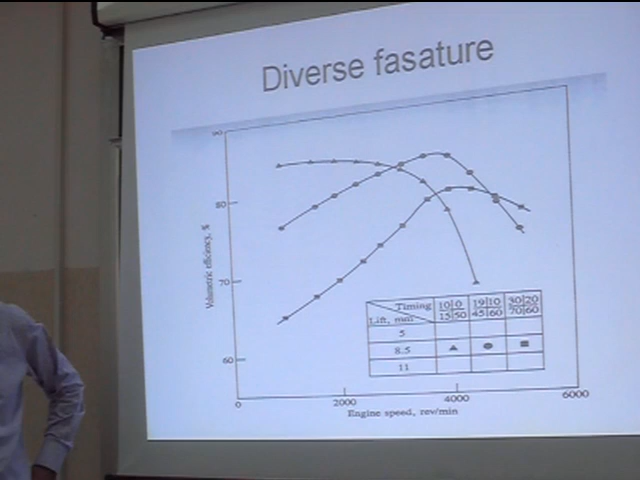 Diverse fasature
90
80
70
60
Volumetric efficiency, %
0 2000 4000 6000
Engine speed, rev/min
Timing 10|0 19|10 30|20
Lift, mm 15|50 45|60 70|60
5
8.5
11